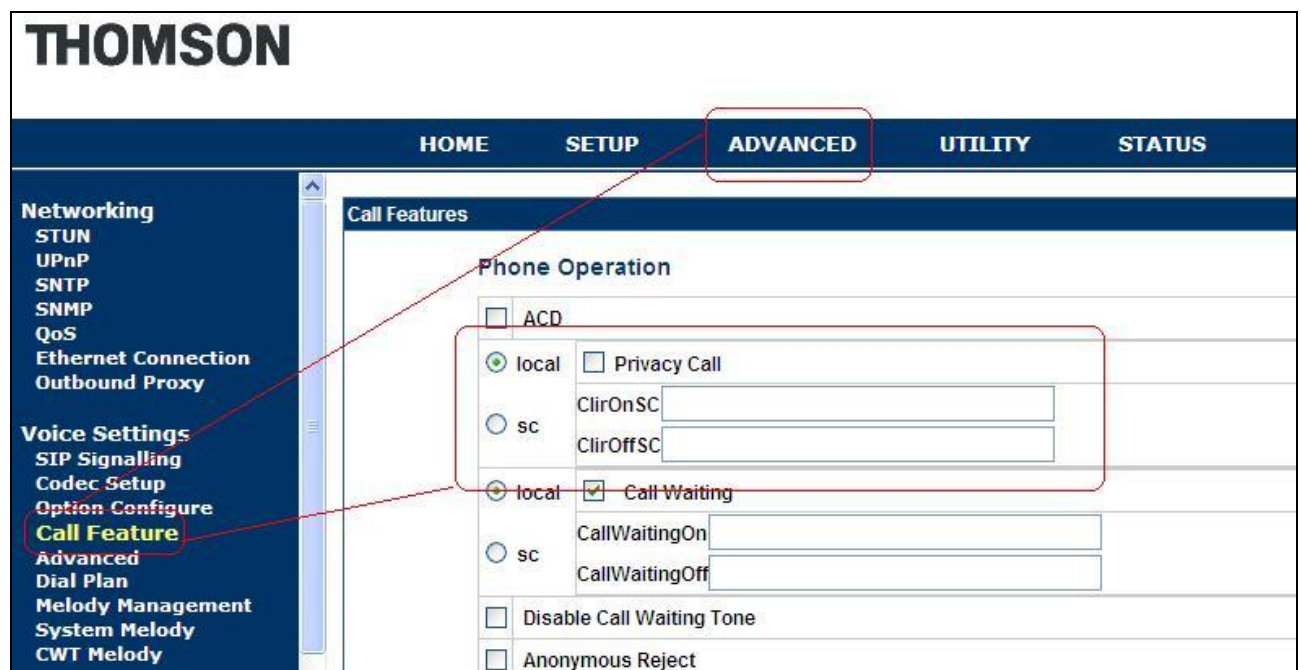 THOMSON
HOME SETUP ADVANCED UTILITY STATUS
Networking
STUN
UPnP
SNTP
SNMP
QoS
Ethernet Connection
Outbound Proxy
Voice Settings
SIP Signalling
Codec Setup
Option Configure
Call Feature
Advanced
Dial Plan
Melody Management
System Melody
CWT Melody
Call Features
Phone Operation
ACD
local Privacy Call
sc
ClirOnSC
ClirOffSC
local Call Waiting
sc
CallWaitingOn
CallWaitingOff
Disable Call Waiting Tone
Anonymous Reject